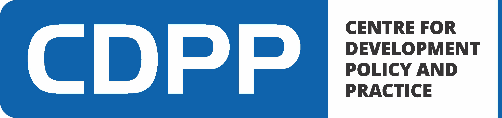 CDPP
CENTRE FOR
DEVELOPMENT
POLICY AND
PRACTICE